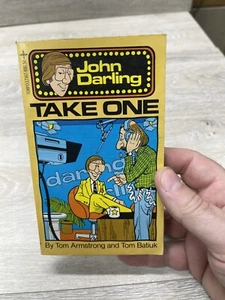 John
Darling
TAKE ONE
darling
By Tom Armstrong and Tom Batiuk